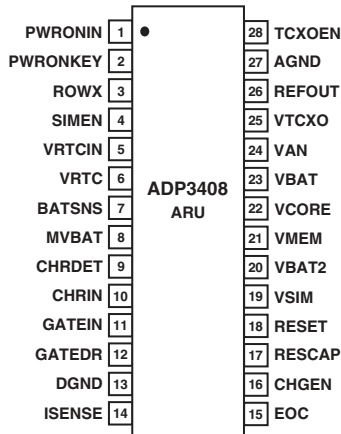 PWRONIN 1
PWRONKEY 2
ROWX 3
SIMEN 4
VRTCIN 5
VRTC 6
BATSNS 7
MVBAT 8
CHRDET 9
CHRIN 10
GATEIN 11
GATEDR 12
DGND 13
ISENSE 14
ADP3408
ARU
28 TCXOEN
27 AGND
26 REFOUT
25 VTCXO
24 VAN
23 VBAT
22 VCORE
21 VMEM
20 VBAT2
19 VSIM
18 RESET
17 RESCAP
16 CHGEN
15 EOC